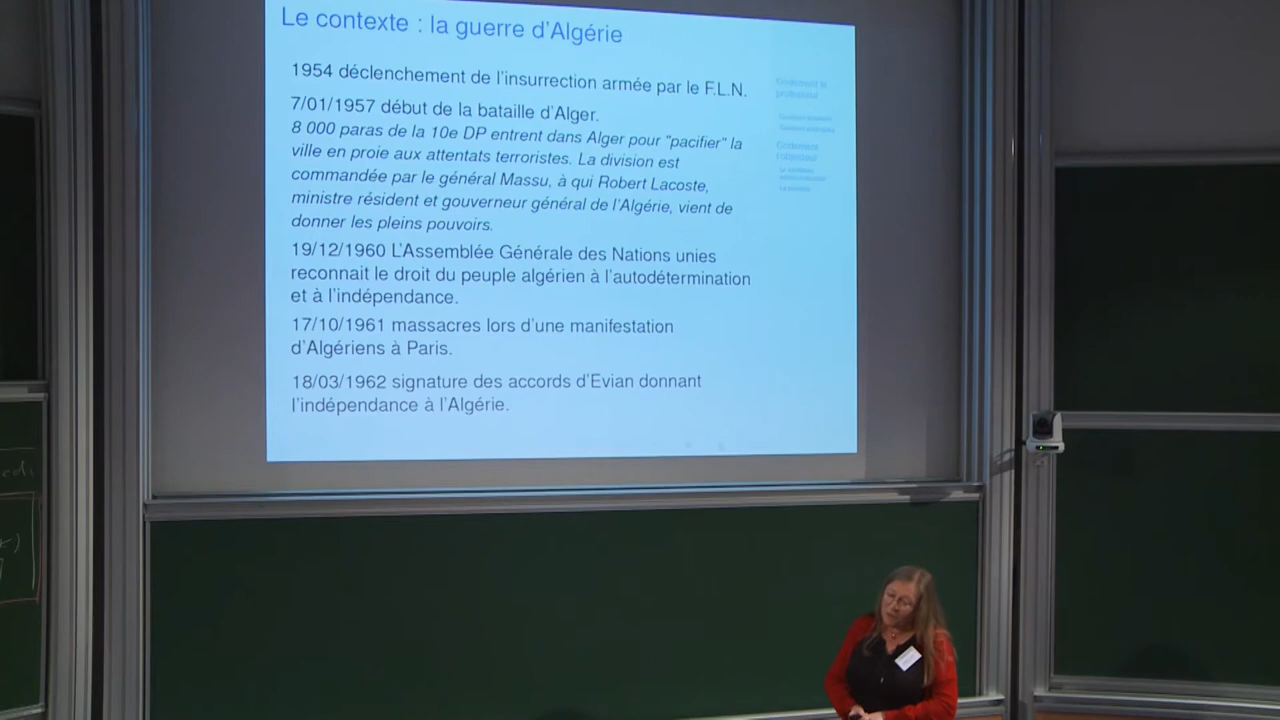 Le contexte : la guerre d'Algérie
1954 déclenchement de l'insurrection armée par le F.L.N.
7/01/1957 début de la bataille d'Alger.
8 000 paras de la 10e DP entrent dans Alger pour "pacifier" la
ville en proie aux attentats terroristes. La division est
commandée par le général Massu, à qui Robert Lacoste,
ministre résident et gouverneur général de l'Algérie, vient de
donner les pleins pouvoirs.
19/12/1960 L'Assemblée Générale des Nations unies
reconnait le droit du peuple algérien à l'autodétermination
et à l'indépendance.
17/10/1961 massacres lors d'une manifestation
d'Algériens à Paris.
18/03/1962 signature des accords d'Evian donnant
l'indépendance à l'Algérie.